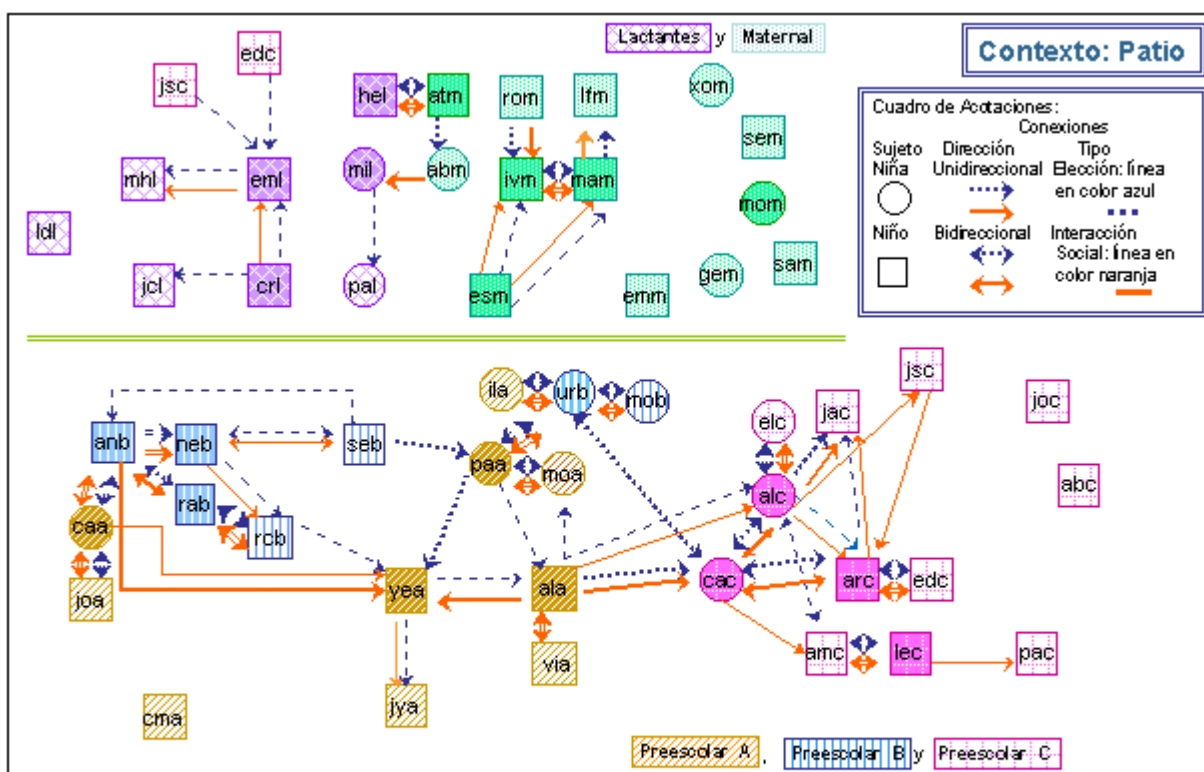 Lactantes y Maternal
Contexto: Patio
edc
jsc
hel
atm
rom
lfm
xom
sem
mhl
eml
mil
abm
ivm
mam
mom
ldl
jcl
crl
pal
esm
emm
gem
sam
Cuadro de Acotaciones:
Conexiones
Sujeto Dirección Tipo
Niña Unidireccional Elección: línea
en color azul
Niño Bidireccional Interacción
Social: línea en
color naranja
jsc
joc
ila
urb
mob
elc
jac
anb
neb
seb
paa
moa
alc
abc
rab
rcb
caa
joa
yea
ala
cac
arc
edc
via
amc
lec
pac
cma
jya
Preescolar A, Preescolar B y Preescolar C